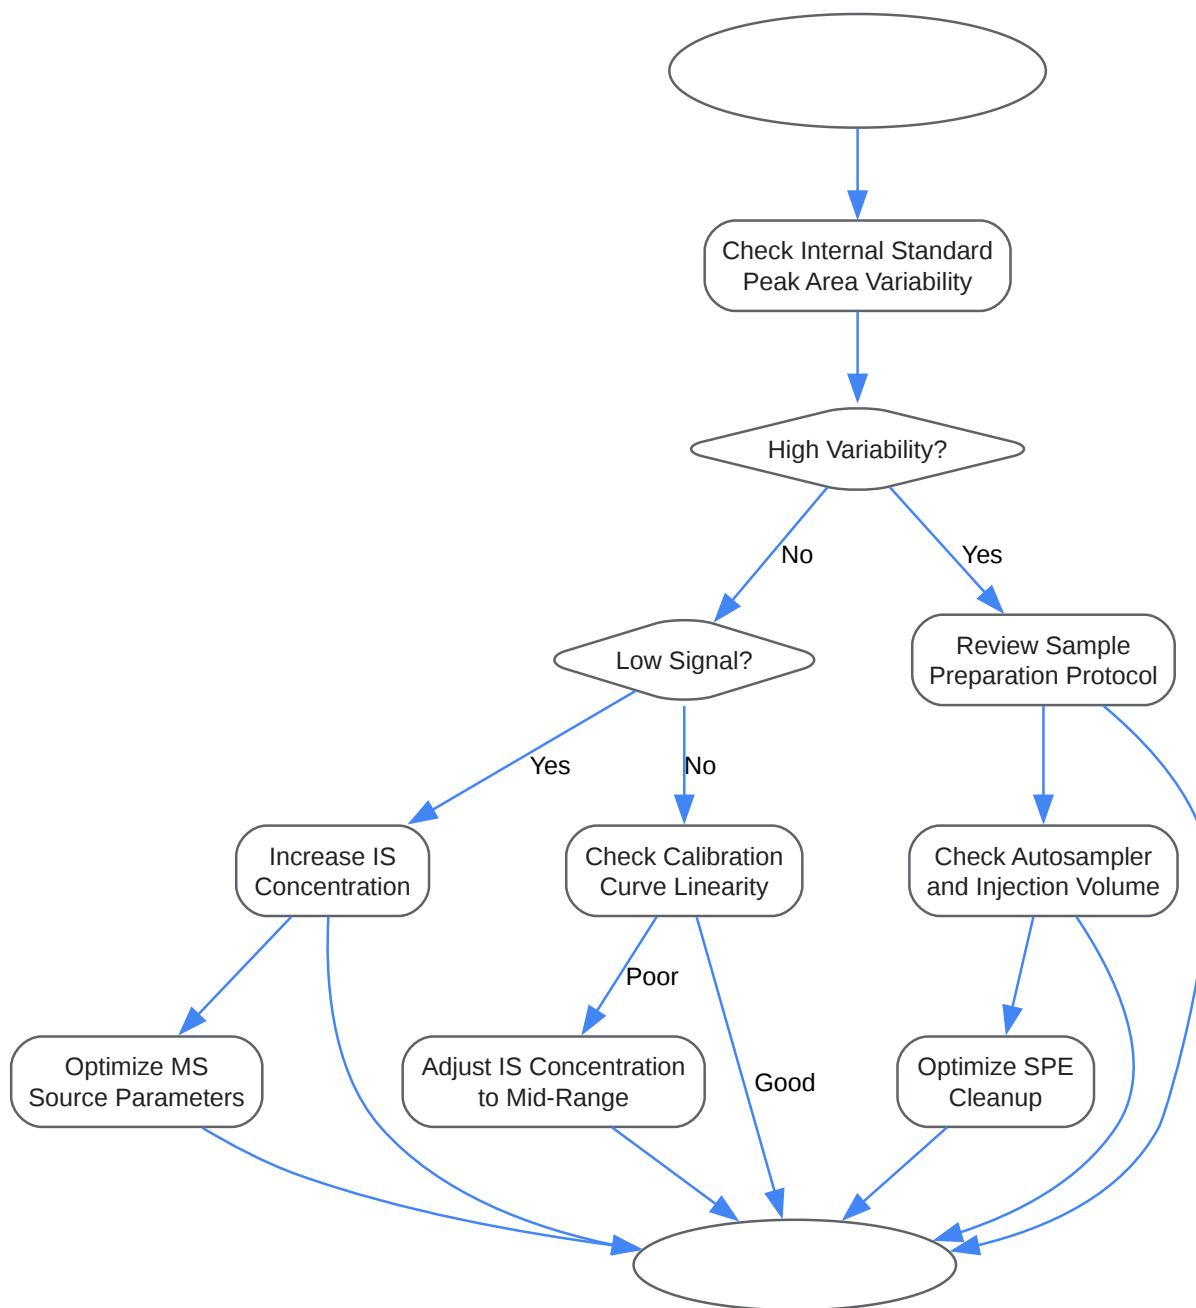 Check Internal Standard
Peak Area Variability
High Variability?
No
Yes
Low Signal?
Review Sample
Preparation Protocol
Yes
No
Increase IS
Concentration
Check Calibration
Curve Linearity
Check Autosampler
and Injection Volume
Poor
Good
Optimize MS
Source Parameters
Adjust IS Concentration
to Mid-Range
Optimize SPE
Cleanup